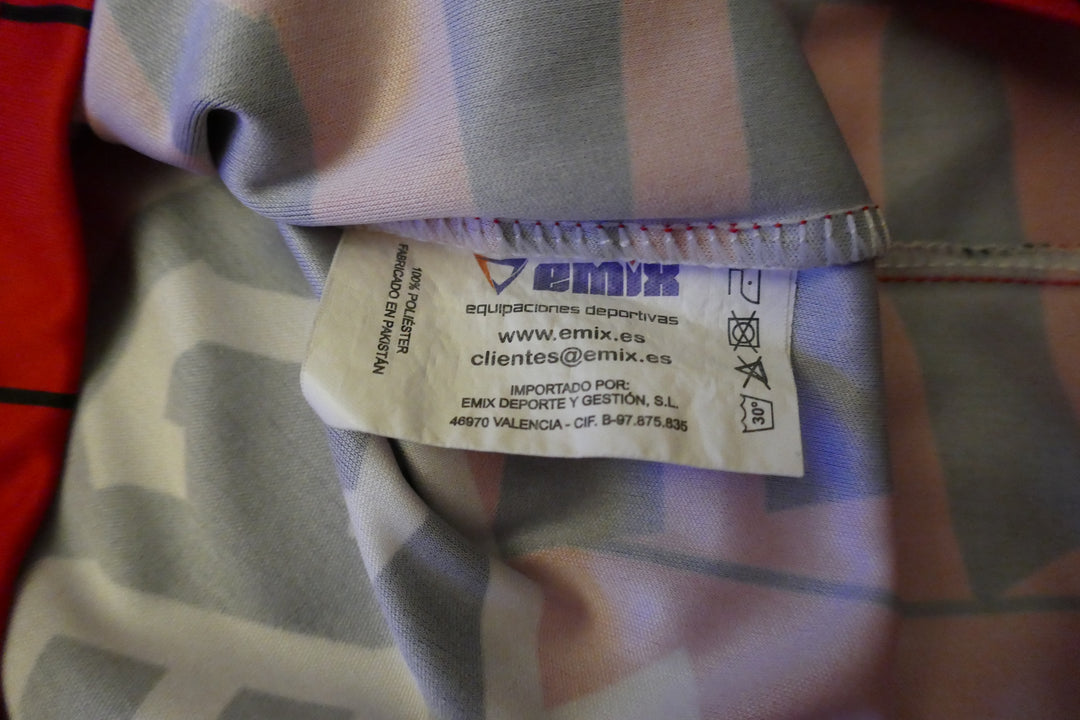 emix
equipaciones deportivas
www.emix.es
clientes@emix.es
IMPORTADO POR:
EMIX DEPORTE Y GESTIÓN, S.L.
46970 VALENCIA - CIF. B-97.875.835
100% POLIÉSTER
FABRICADO EN PAKISTÁN
30°